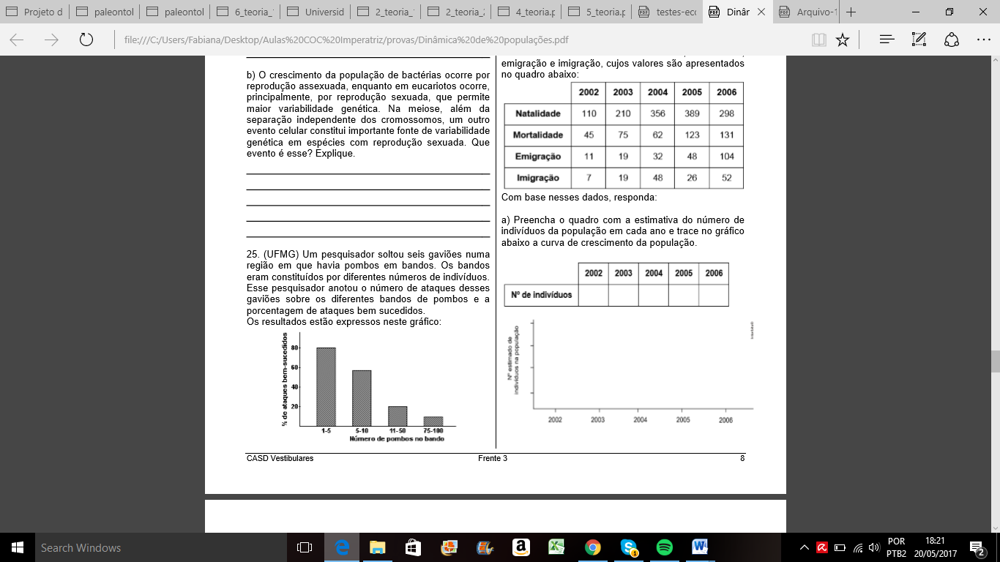 Projeto d
paleontol
paleontol
6_teoria_
Universid
2_teoria_
2_teoria_2
4_teoria.p
5_teoria.p
testes-eco
Dinâr
Arquivo-1
file:///C:/Users/Fabiana/Desktop/Aulas%20COC%20Imperatriz/provas/Dinâmica%20de%20populações.pdf
b) O crescimento da população de bactérias ocorre por
reprodução assexuada, enquanto em eucariotos ocorre,
principalmente, por reprodução sexuada, que permite
maior variabilidade genética. Na meiose, além da
separação independente dos cromossomos, um outro
evento celular constitui importante fonte de variabilidade
genética em espécies com reprodução sexuada. Que
evento é esse? Explique.
25. (UFMG) Um pesquisador soltou seis gaviões numa
região em que havia pombos em bandos. Os bandos
eram constituídos por diferentes números de indivíduos.
Esse pesquisador anotou o número de ataques desses
gaviões sobre os diferentes bandos de pombos e a
porcentagem de ataques bem sucedidos.
Os resultados estão expressos neste gráfico:
% de ataques bem-sucedidos
80
60
40
20
1-5 5-10 11-50 75-100
Número de pombos no bando
emigração e imigração, cujos valores são apresentados
no quadro abaixo:
2002 2003 2004 2005 2006
Natalidade 110 210 356 389 298
Mortalidade 45 75 62 123 131
Emigração 11 19 32 48 104
Imigração 7 19 48 26 52
Com base nesses dados, responda:
a) Preencha o quadro com a estimativa do número de
indivíduos da população em cada ano e trace no gráfico
abaixo a curva de crescimento da população.
2002 2003 2004 2005 2006
Nº de indivíduos
Nº estimado de
indivíduos na população
2002 2003 2004 2005 2006
CASD Vestibulares Frente 3 8
Search Windows
POR
PTB2
18:21
20/05/2017
1
2